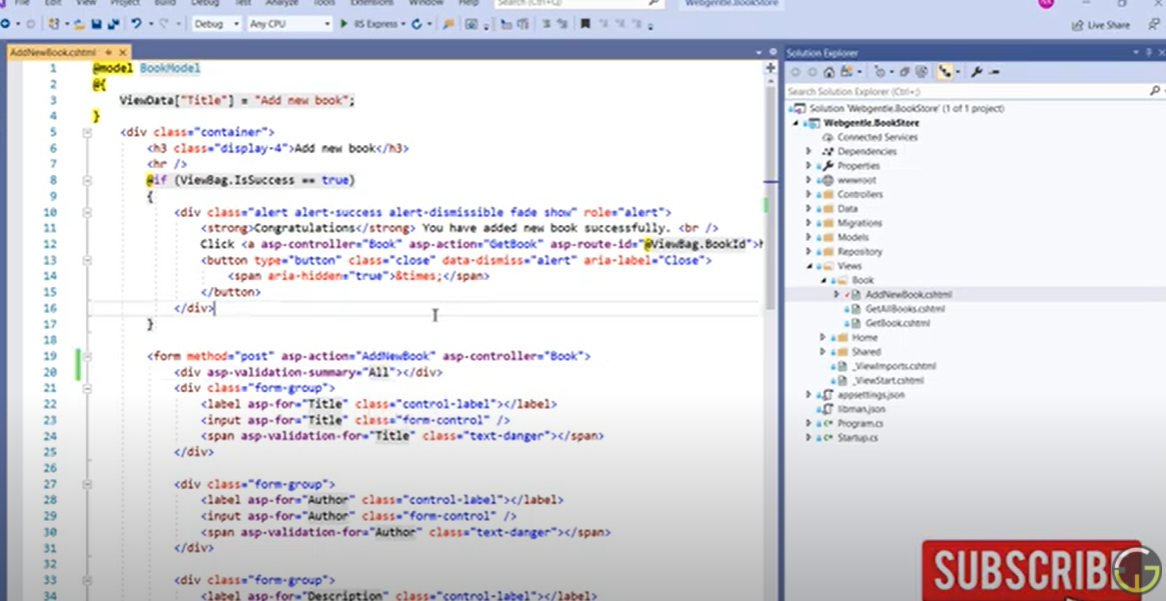 File Edit View Project Build Debug Test Analyze Tools Extensions Window Help Search (Ctrl+Q) Webgentle.BookStore
Debug Any CPU IIS Express Live Share
AddNewBook.cshtml
1 @model BookModel
2 @{
3 ViewData["Title"] = "Add new book";
4 }
5 <div class="container">
6 <h3 class="display-4">Add new book</h3>
7 <hr />
8 @if (ViewBag.IsSuccess == true)
9 {
10 <div class="alert alert-success alert-dismissible fade show" role="alert">
11 <strong>Congratulations</strong> You have added new book successfully. <br />
12 Click <a asp-controller="Book" asp-action="GetBook" asp-route-id="@ViewBag.BookId">h
13 <button type="button" class="close" data-dismiss="alert" aria-label="Close">
14 <span aria-hidden="true">&times;</span>
15 </button>
16 </div>
17 }
18
19 <form method="post" asp-action="AddNewBook" asp-controller="Book">
20 <div asp-validation-summary="All"></div>
21 <div class="form-group">
22 <label asp-for="Title" class="control-label"></label>
23 <input asp-for="Title" class="form-control" />
24 <span asp-validation-for="Title" class="text-danger"></span>
25 </div>
26
27 <div class="form-group">
28 <label asp-for="Author" class="control-label"></label>
29 <input asp-for="Author" class="form-control" />
30 <span asp-validation-for="Author" class="text-danger"></span>
31 </div>
32
33 <div class="form-group">
34 <label asp-for="Description" class="control-label"></label>
Solution Explorer
Search Solution Explorer (Ctrl+;)
Solution 'Webgentle.BookStore' (1 of 1 project)
Webgentle.BookStore
Connected Services
Dependencies
Properties
wwwroot
Controllers
Data
Migrations
Models
Repository
Views
Book
AddNewBook.cshtml
GetAllBooks.cshtml
GetBook.cshtml
Home
Shared
_ViewImports.cshtml
_ViewStart.cshtml
appsettings.json
libman.json
Program.cs
Startup.cs
SUBSCRIBE